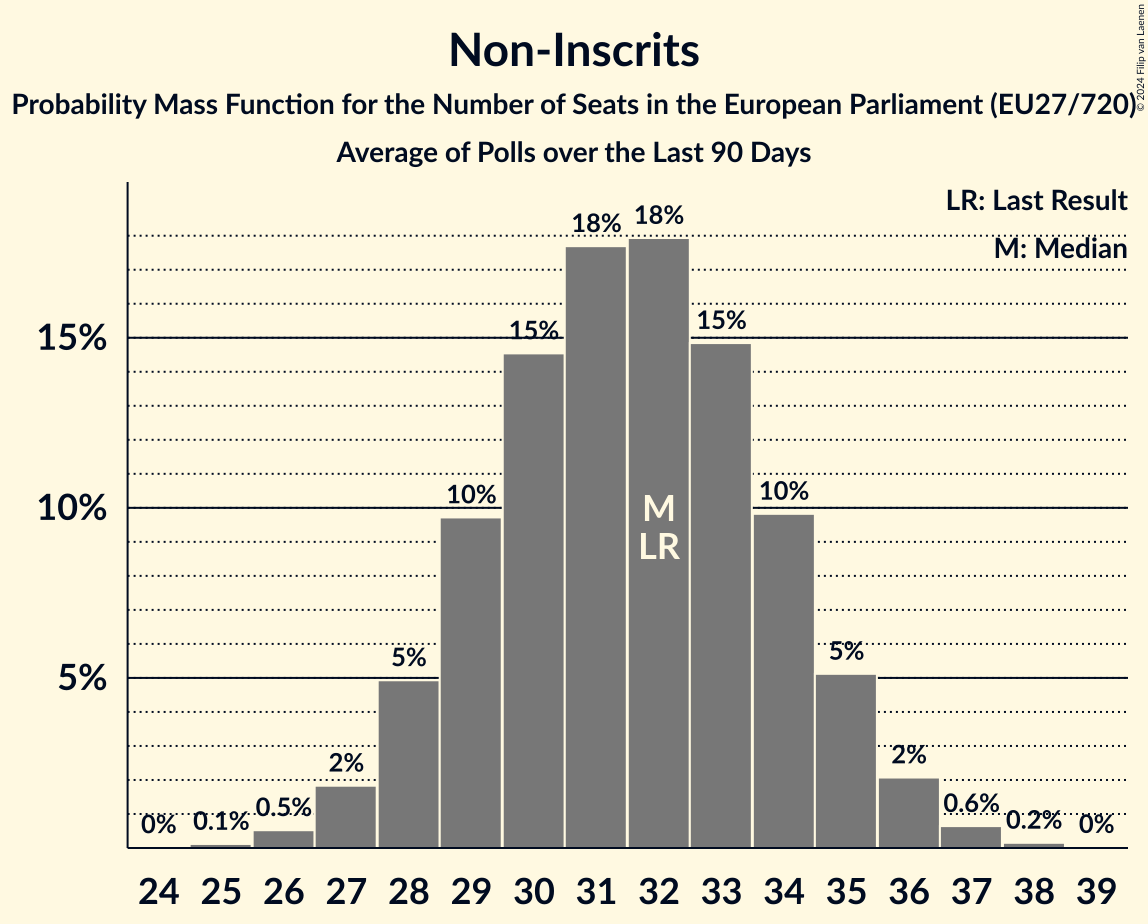 Non-Inscrits
Probability Mass Function for the Number of Seats in the European Parliament (EU27/720)
Average of Polls over the Last 90 Days
© 2024 Filip van Laenen
LR: Last Result
M: Median
15%
10%
5%
0%
0.1%
0.5%
2%
5%
10%
15%
18%
18%
15%
10%
5%
2%
0.6%
0.2%
0%
M
LR
24 25 26 27 28 29 30 31 32 33 34 35 36 37 38 39